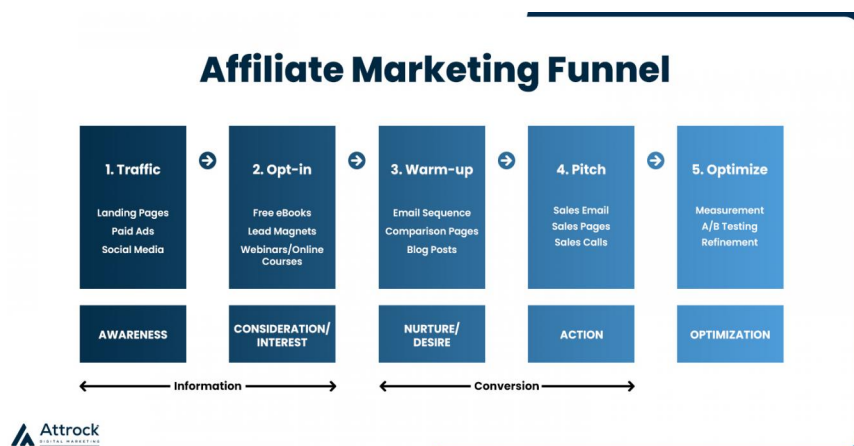 Affiliate Marketing Funnel
1. Traffic
Landing Pages
Paid Ads
Social Media
2. Opt-in
Free eBooks
Lead Magnets
Webinars/Online
Courses
3. Warm-up
Email Sequence
Comparison Pages
Blog Posts
4. Pitch
Sales Email
Sales Pages
Sales Calls
5. Optimize
Measurement
A/B Testing
Refinement
AWARENESS
CONSIDERATION/
INTEREST
NURTURE/
DESIRE
ACTION
OPTIMIZATION
Information
Conversion
Attrock
DIGITAL MARKETING